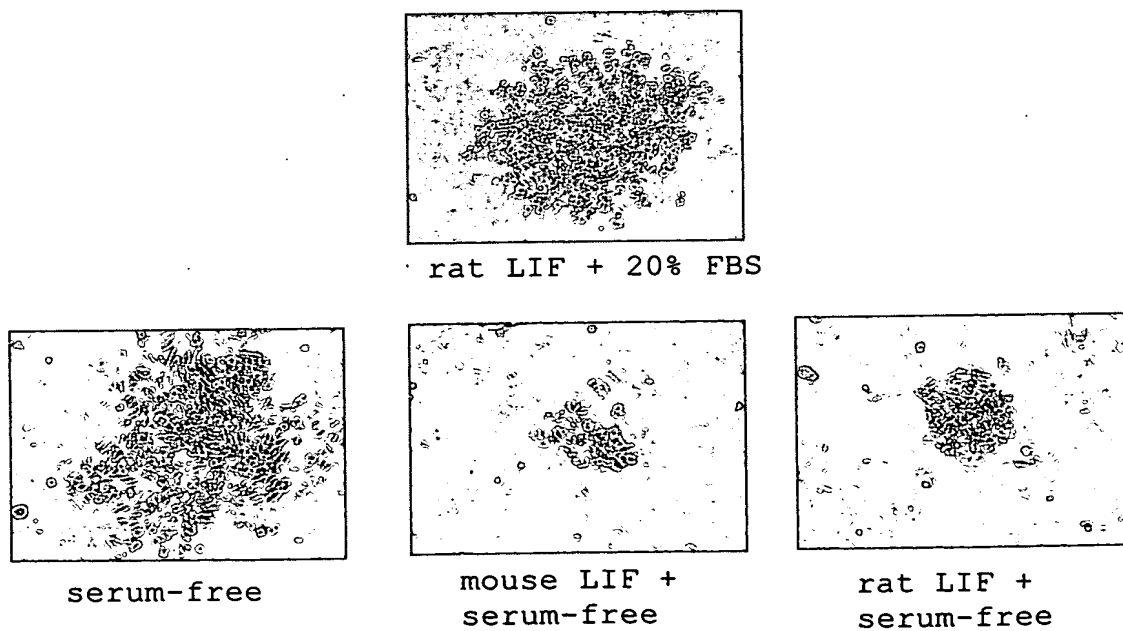 rat LIF + 20% FBS
serum-free
mouse LIF +
serum-free
rat LIF +
serum-free